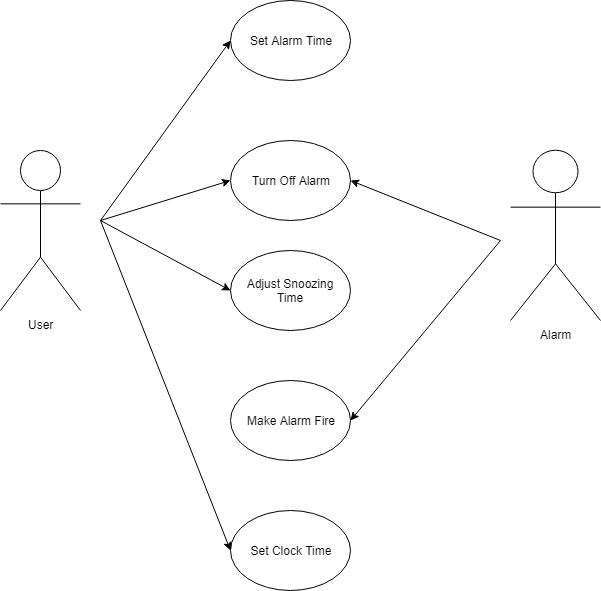 Set Alarm Time
Turn Off Alarm
Adjust Snoozing
Time
User
Alarm
Make Alarm Fire
Set Clock Time